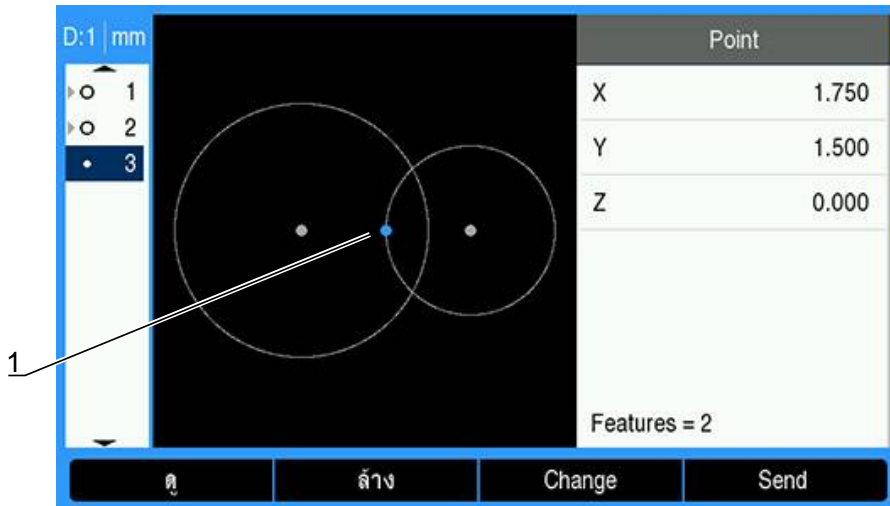 D:1 mm
Point
1
2
3
X 1.750
Y 1.500
Z 0.000
1
Features = 2
ดู ล้าง Change Send